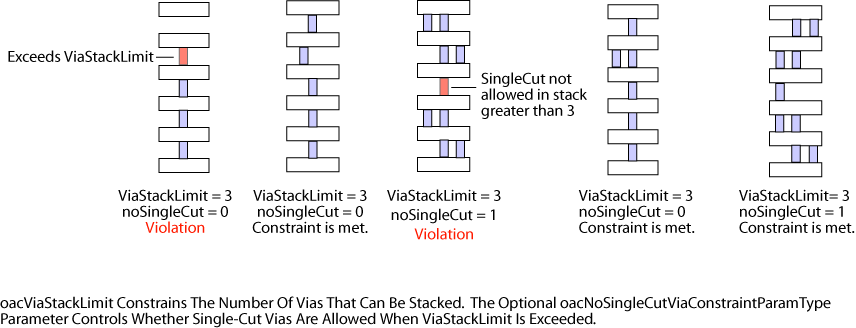 Exceeds ViaStackLimit
SingleCut not
allowed in stack
greater than 3
ViaStackLimit = 3
noSingleCut = 0
Violation
ViaStackLimit = 3
noSingleCut = 0
Constraint is met.
ViaStackLimit = 3
noSingleCut = 1
Violation
ViaStackLimit = 3
noSingleCut = 0
Constraint is met.
ViaStackLimit= 3
noSingleCut = 1
Constraint is met.
oacViaStackLimit Constrains The Number Of Vias That Can Be Stacked. The Optional oacNoSingleCutViaConstraintParamType
Parameter Controls Whether Single-Cut Vias Are Allowed When ViaStackLimit Is Exceeded.